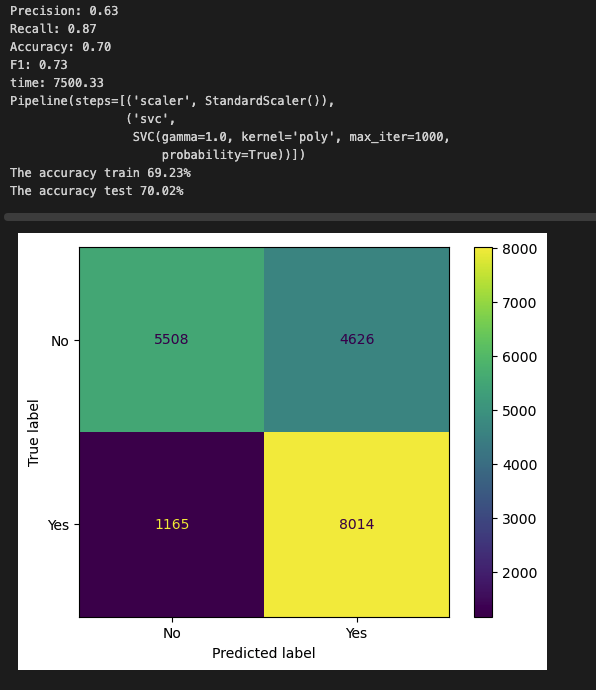 Precision: 0.63
Recall: 0.87
Accuracy: 0.70
F1: 0.73
time: 7500.33
Pipeline(steps=[('scaler', StandardScaler()),
('svc',
SVC(gamma=1.0, kernel='poly', max_iter=1000,
probability=True))])
The accuracy train 69.23%
The accuracy test 70.02%
8000
7000
6000
5000
4000
3000
2000
True label
No
5508
4626
Yes
1165
8014
No
Yes
Predicted label